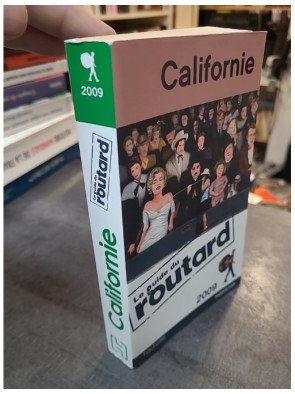 2009
Le guide du
routard
Californie
H
Californie
Le guide du
routard
2009